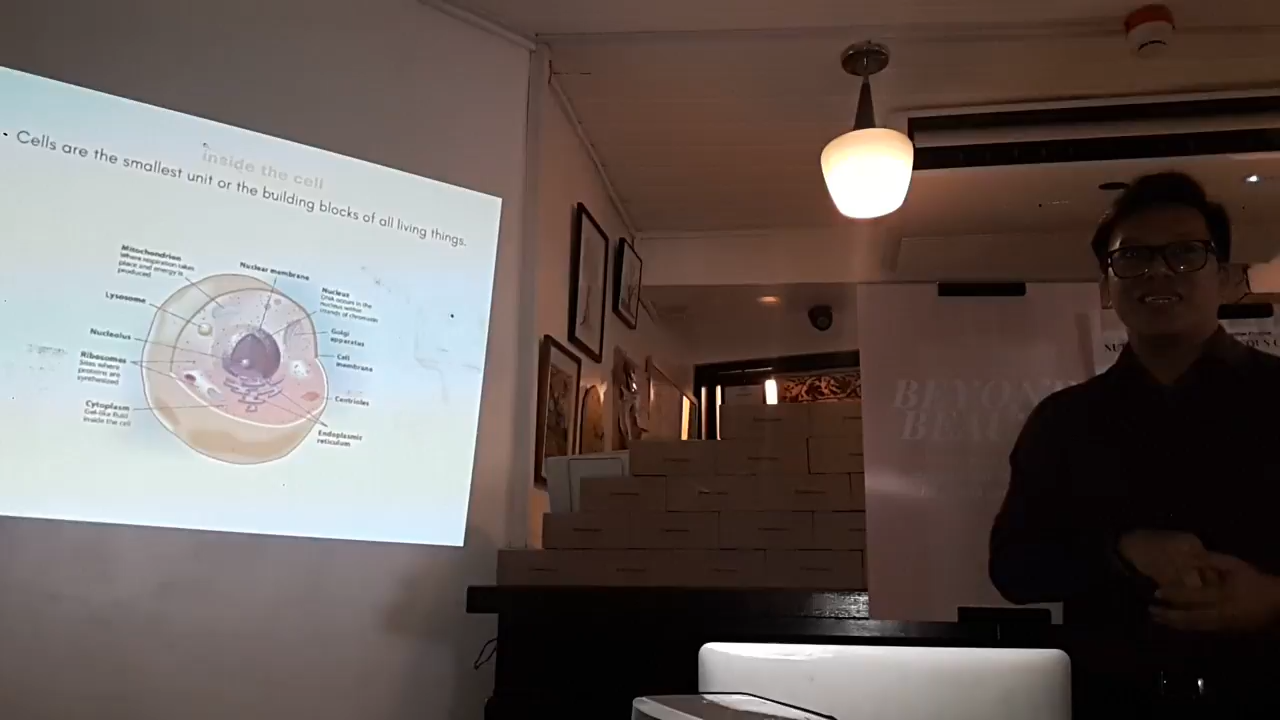 inside the cell
• Cells are the smallest unit or the building blocks of all living things.
Mitochondrion
Where respiration takes
place and energy is
produced
Nuclear membrane
Nucleus
DNA occurs in the
nucleus within
strands of chromatin
Lysosome
Golgi
apparatus
Nucleolus
Cell
membrane
Ribosomes
Sites where
proteins are
synthesized
Centrioles
Cytoplasm
Gel-like fluid
inside the cell
Endoplasmic
reticulum
BEYOND